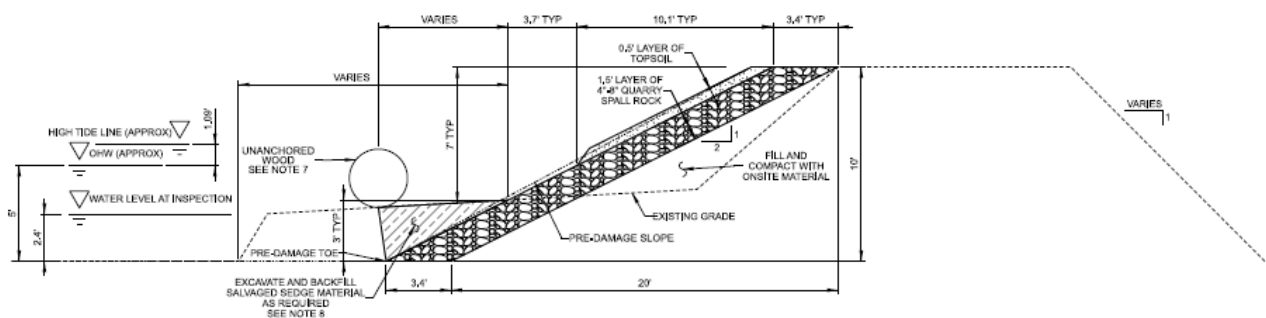 VARIES
3.7' TYP
10.1' TYP
3.4' TYP
0.5' LAYER OF
TOPSOIL
VARIES
1.5' LAYER OF
4"-8" QUARRY
SPALL ROCK
1.09'
HIGH TIDE LINE (APPROX)
OHW (APPROX)
UNANCHORED
WOOD
SEE NOTE 7
7' TYP
1
2
VARIES
1
FILL AND
COMPACT WITH
ONSITE MATERIAL
10'
5'
WATER LEVEL AT INSPECTION
2.4'
3' TYP
EXISTING GRADE
PRE-DAMAGE SLOPE
PRE-DAMAGE TOE
EXCAVATE AND BACKFILL
SALVAGED SEDGE MATERIAL
AS REQUIRED
SEE NOTE 8
3.4'
20'